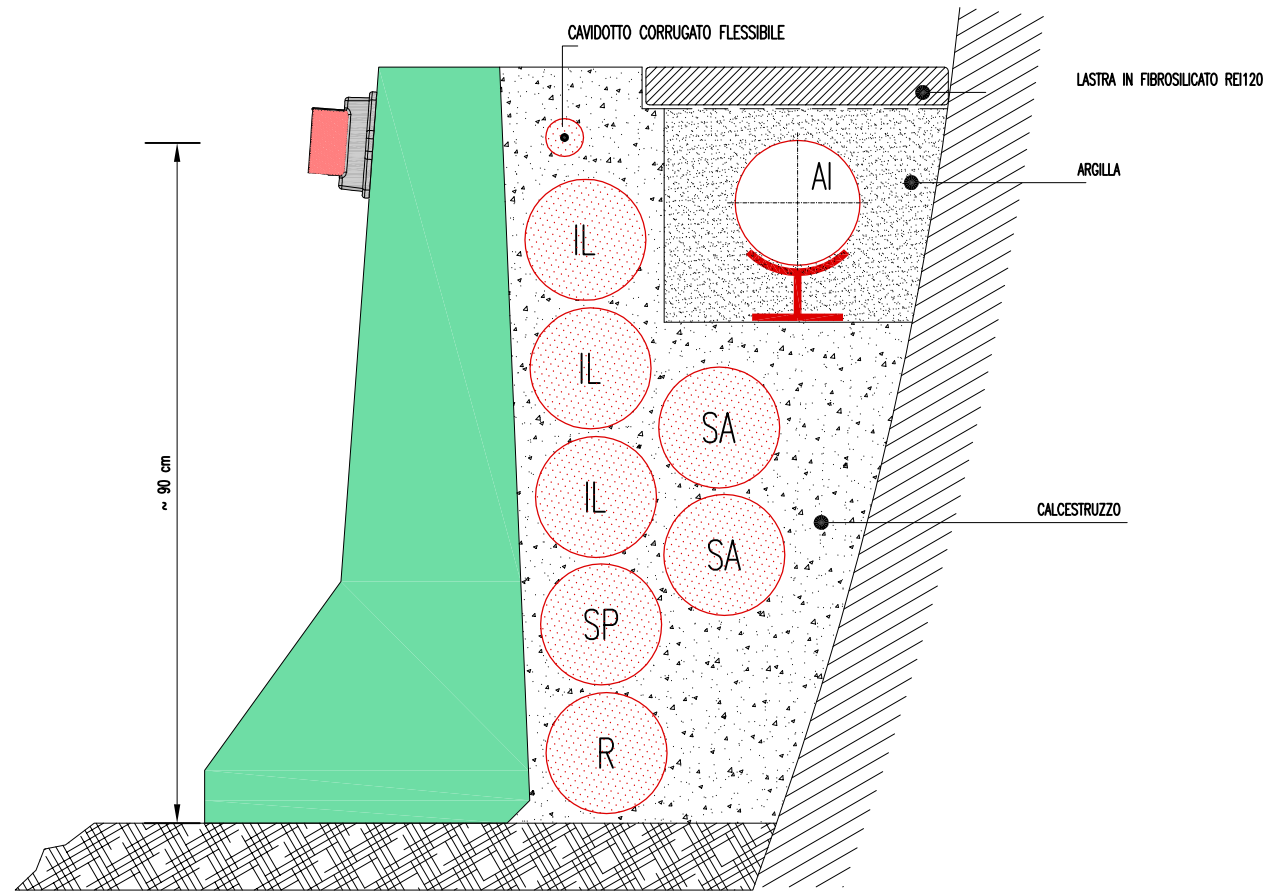 CAVIDOTTO CORRUGATO FLESSIBILE
LASTRA IN FIBROSILICATO REI120
AI
ARGILLA
IL
IL
SA
~ 90 cm
IL
CALCESTRUZZO
SA
SP
R